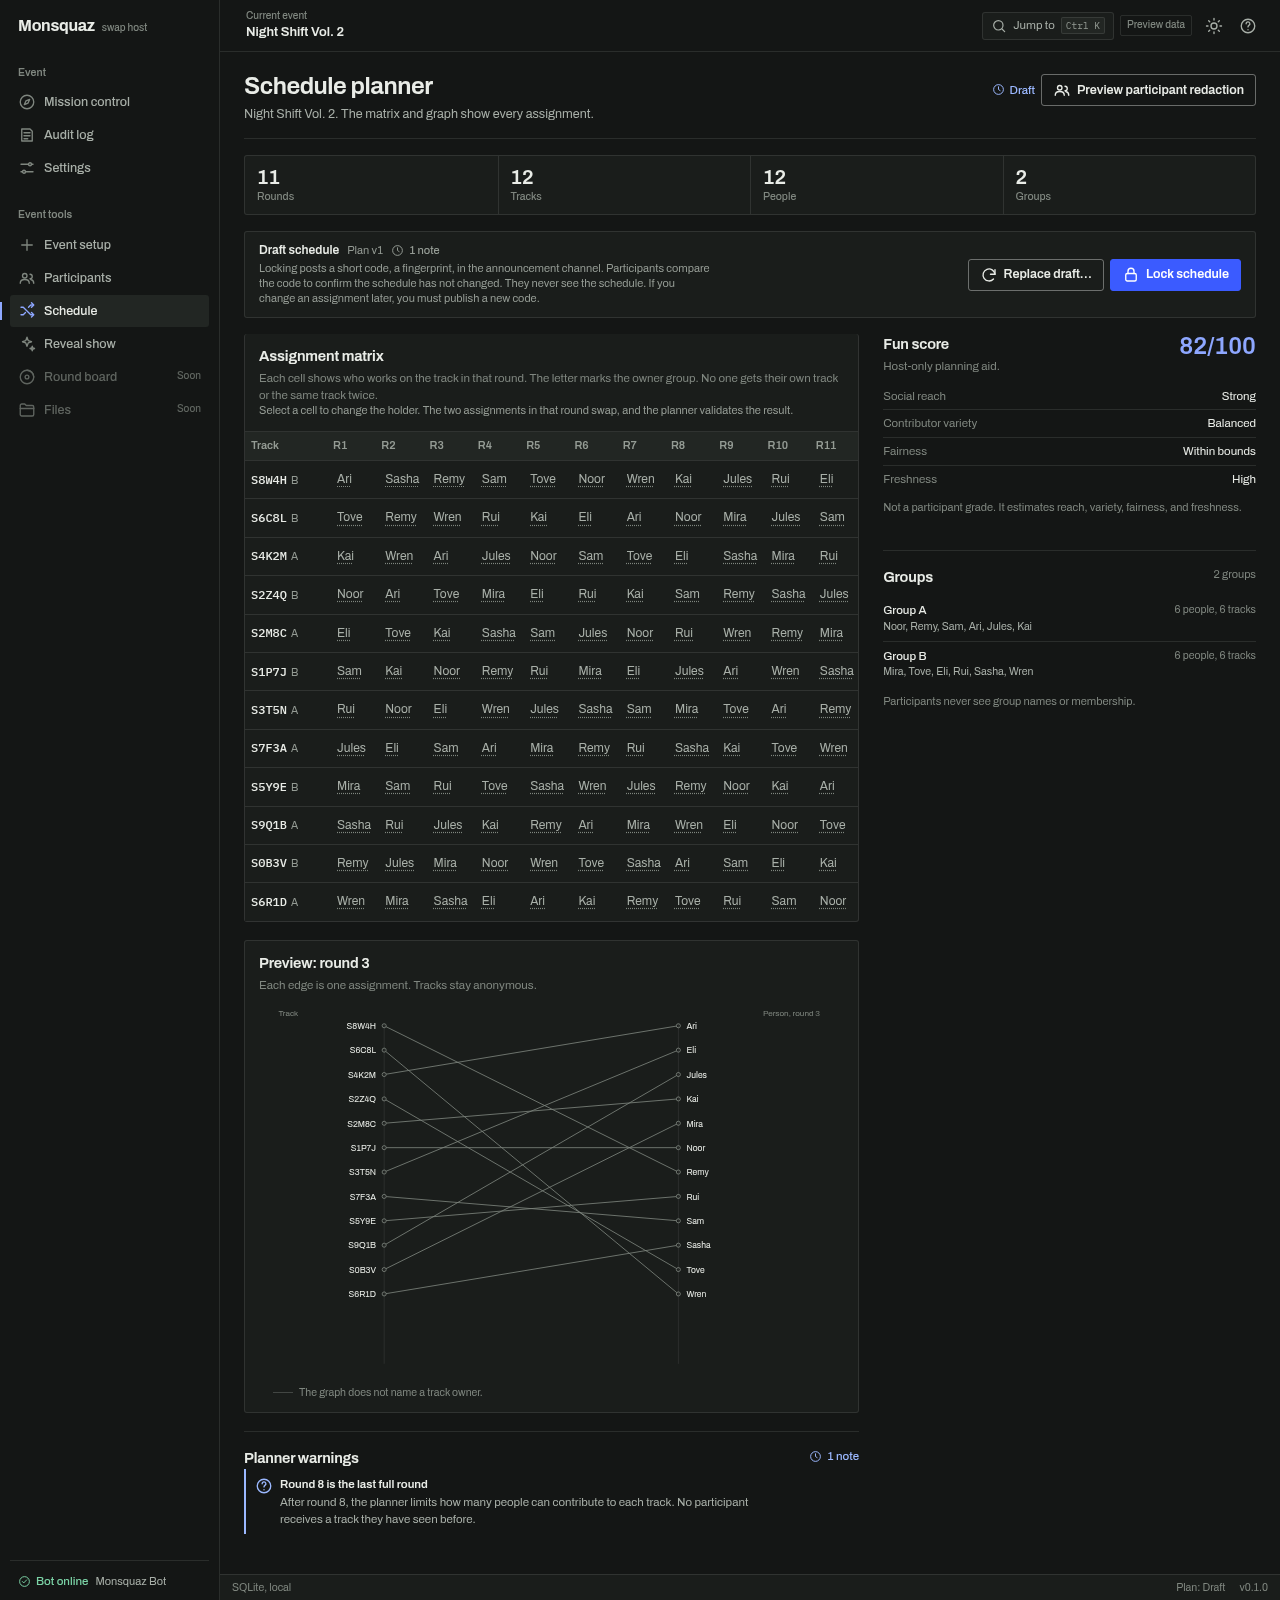 Monsquaz swap host
Event
Mission control
Audit log
Settings
Event tools
Event setup
Participants
Schedule
Reveal show
Round board Soon
Files Soon
Bot online Monsquaz Bot
Current event
Night Shift Vol. 2
Jump to Ctrl K
Preview data
Schedule planner
Night Shift Vol. 2. The matrix and graph show every assignment.
Draft
Preview participant redaction
11
Rounds
12
Tracks
12
People
2
Groups
Draft schedule Plan v1 1 note
Locking posts a short code, a fingerprint, in the announcement channel. Participants compare
the code to confirm the schedule has not changed. They never see the schedule. If you
change an assignment later, you must publish a new code.
Replace draft...
Lock schedule
Assignment matrix
Each cell shows who works on the track in that round. The letter marks the owner group. No one gets their own track
or the same track twice.
Select a cell to change the holder. The two assignments in that round swap, and the planner validates the result.
Track R1 R2 R3 R4 R5 R6 R7 R8 R9 R10 R11
S8W4H B Ari Sasha Remy Sam Tove Noor Wren Kai Jules Rui Eli
S6C8L B Tove Remy Wren Rui Kai Eli Ari Noor Mira Jules Sam
S4K2M A Kai Wren Ari Jules Noor Sam Tove Eli Sasha Mira Rui
S2Z4Q B Noor Ari Tove Mira Eli Rui Kai Sam Remy Sasha Jules
S2M8C A Eli Tove Kai Sasha Sam Jules Noor Rui Wren Remy Mira
S1P7J B Sam Kai Noor Remy Rui Mira Eli Jules Ari Wren Sasha
S3T5N A Rui Noor Eli Wren Jules Sasha Sam Mira Tove Ari Remy
S7F3A A Jules Eli Sam Ari Mira Remy Rui Sasha Kai Tove Wren
S5Y9E B Mira Sam Rui Tove Sasha Wren Jules Remy Noor Kai Ari
S9Q1B A Sasha Rui Jules Kai Remy Ari Mira Wren Eli Noor Tove
S0B3V B Remy Jules Mira Noor Wren Tove Sasha Ari Sam Eli Kai
S6R1D A Wren Mira Sasha Eli Ari Kai Remy Tove Rui Sam Noor
Fun score 82/100
Host-only planning aid.
Social reach Strong
Contributor variety Balanced
Fairness Within bounds
Freshness High
Not a participant grade. It estimates reach, variety, fairness, and freshness.
Groups 2 groups
Group A 6 people, 6 tracks
Noor, Remy, Sam, Ari, Jules, Kai
Group B 6 people, 6 tracks
Mira, Tove, Eli, Rui, Sasha, Wren
Participants never see group names or membership.
Preview: round 3
Each edge is one assignment. Tracks stay anonymous.
Track Person, round 3
S8W4H Ari
S6C8L Eli
S4K2M Jules
S2Z4Q Kai
S2M8C Mira
S1P7J Noor
S3T5N Remy
S7F3A Rui
S5Y9E Sam
S9Q1B Sasha
S0B3V Tove
S6R1D Wren
The graph does not name a track owner.
Planner warnings 1 note
Round 8 is the last full round
After round 8, the planner limits how many people can contribute to each track. No participant
receives a track they have seen before.
SQLite, local Plan: Draft v0.1.0